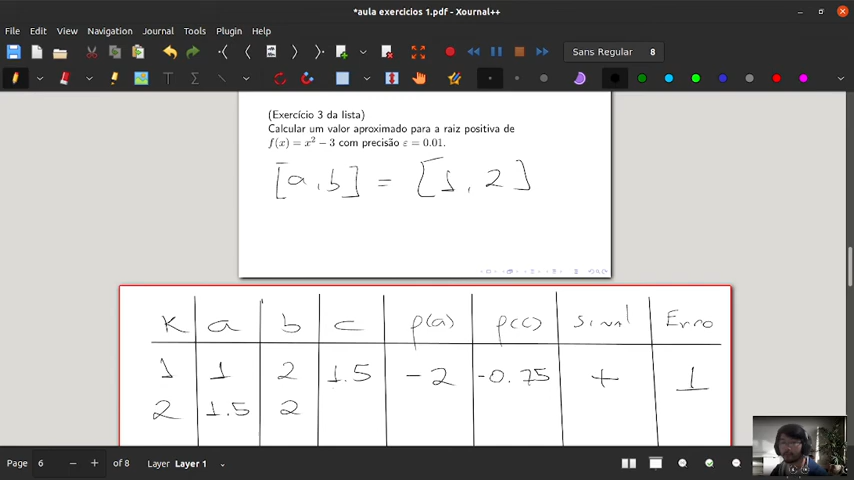 *aula exercicios 1.pdf - Xournal++
File Edit View Navigation Journal Tools Plugin Help
Sans Regular 8
(Exercício 3 da lista)
Calcular um valor aproximado para a raiz positiva de
f(x) = x² − 3 com precisão ε = 0.01.
[a, b] = [1, 2]
K a b c f(a) f(c) sinal Erro
1 1 2 1.5 -2 -0.75 + 1
2 1.5 2
Page 6 of 8 Layer Layer 1